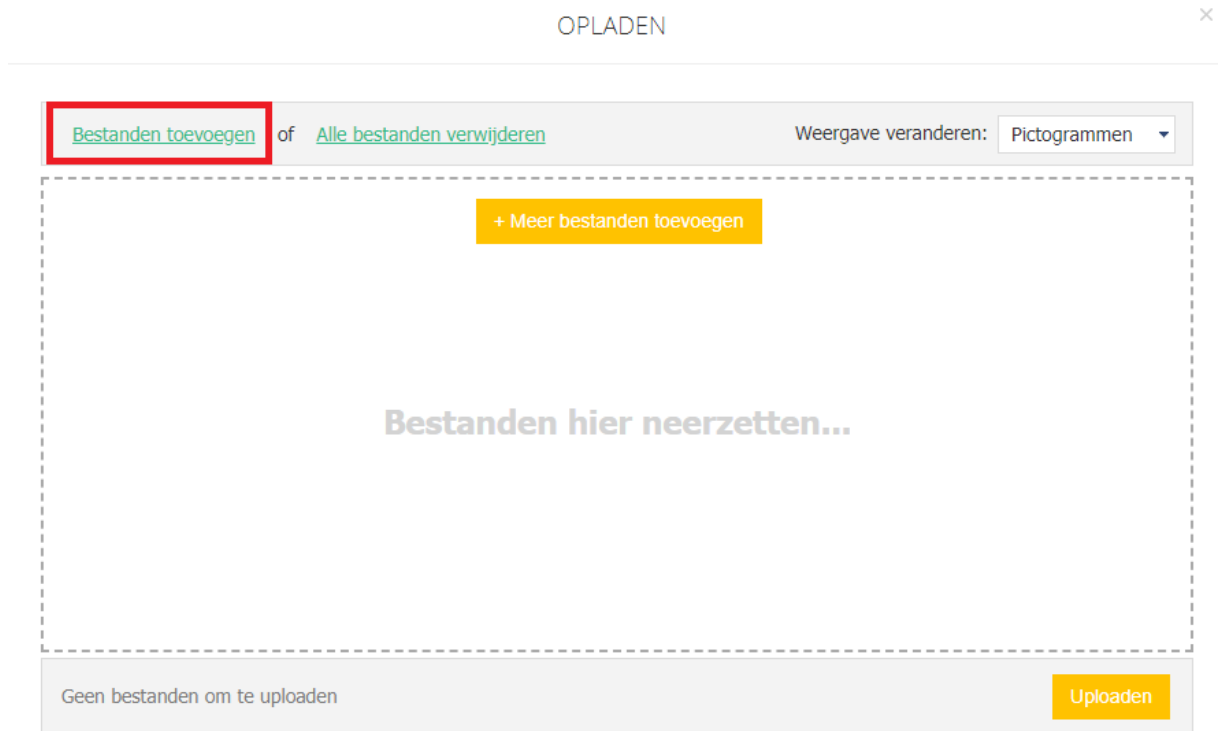 OPLADEN
×
Bestanden toevoegen of Alle bestanden verwijderen Weergave veranderen: Pictogrammen
+ Meer bestanden toevoegen
Bestanden hier neerzetten...
Geen bestanden om te uploaden Uploaden